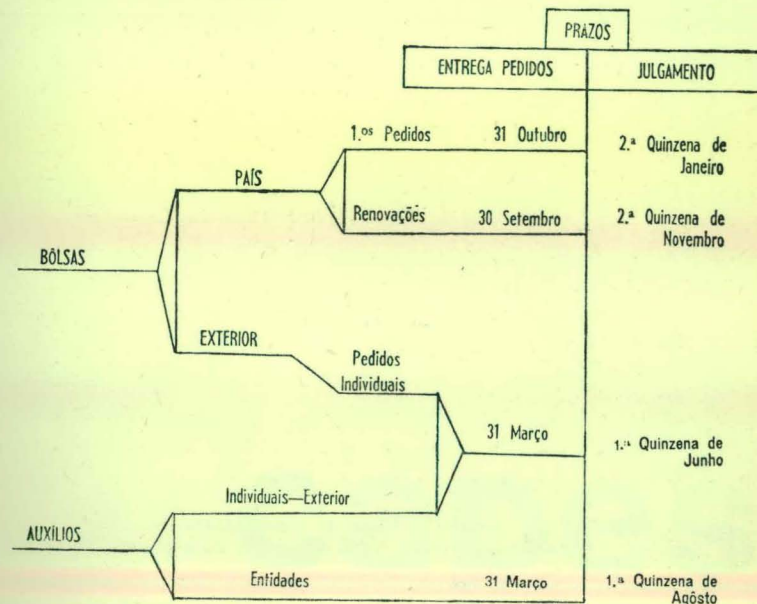 PRAZOS
ENTREGA PEDIDOS JULGAMENTO
1.os Pedidos 31 Outubro 2.ª Quinzena de
Janeiro
PAÍS
Renovações 30 Setembro 2.ª Quinzena de
Novembro
BÔLSAS
EXTERIOR
Pedidos
Individuais
31 Março 1.ª Quinzena de
Junho
Individuais—Exterior
AUXÍLIOS
Entidades 31 Março 1.ª Quinzena de
Agôsto